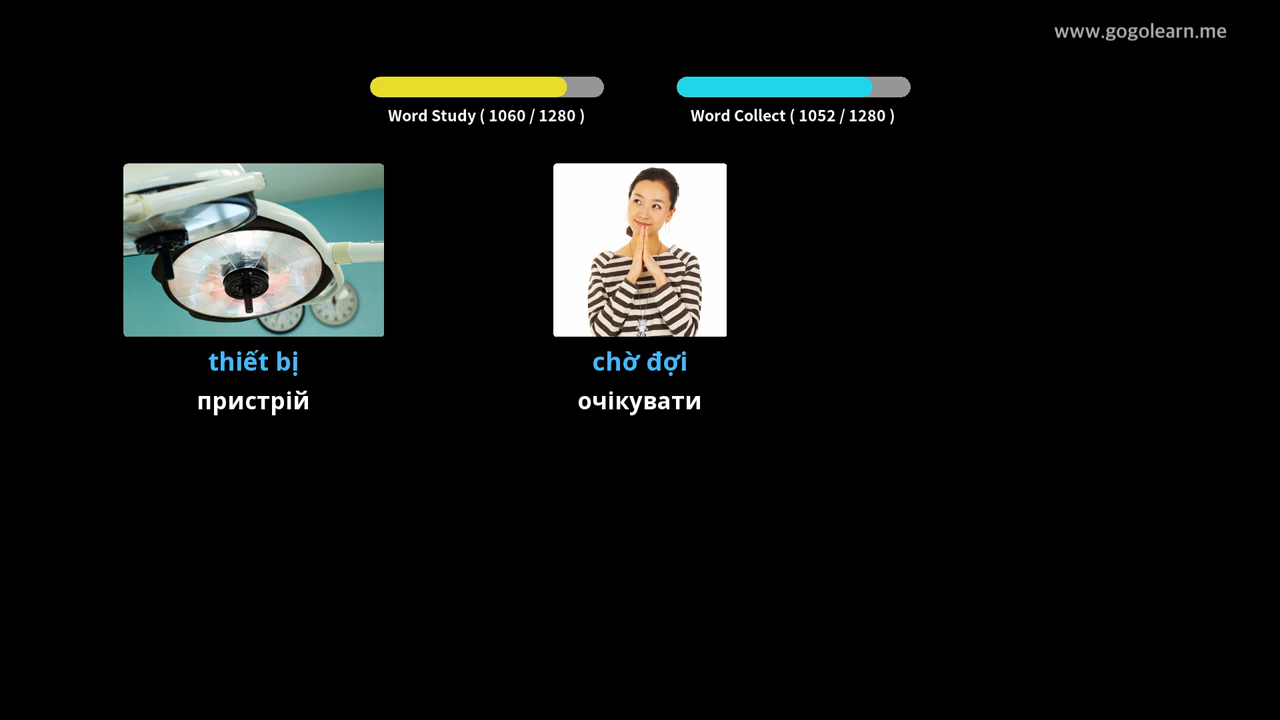 www.gogolearn.me
Word Study ( 1060 / 1280 )
Word Collect ( 1052 / 1280 )
thiết bị
пристрій
chờ đợi
очікувати